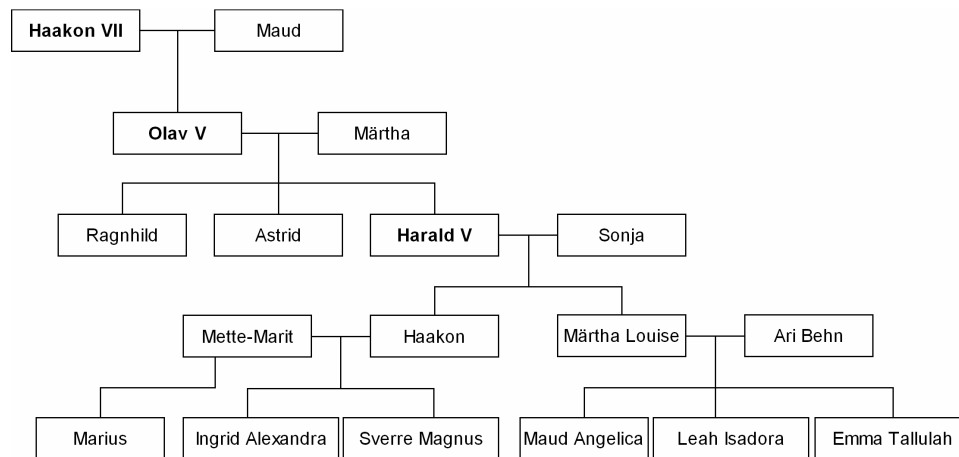 Haakon VII
Maud
Olav V
Märtha
Ragnhild
Astrid
Harald V
Sonja
Mette-Marit
Haakon
Märtha Louise
Ari Behn
Marius
Ingrid Alexandra
Sverre Magnus
Maud Angelica
Leah Isadora
Emma Tallulah